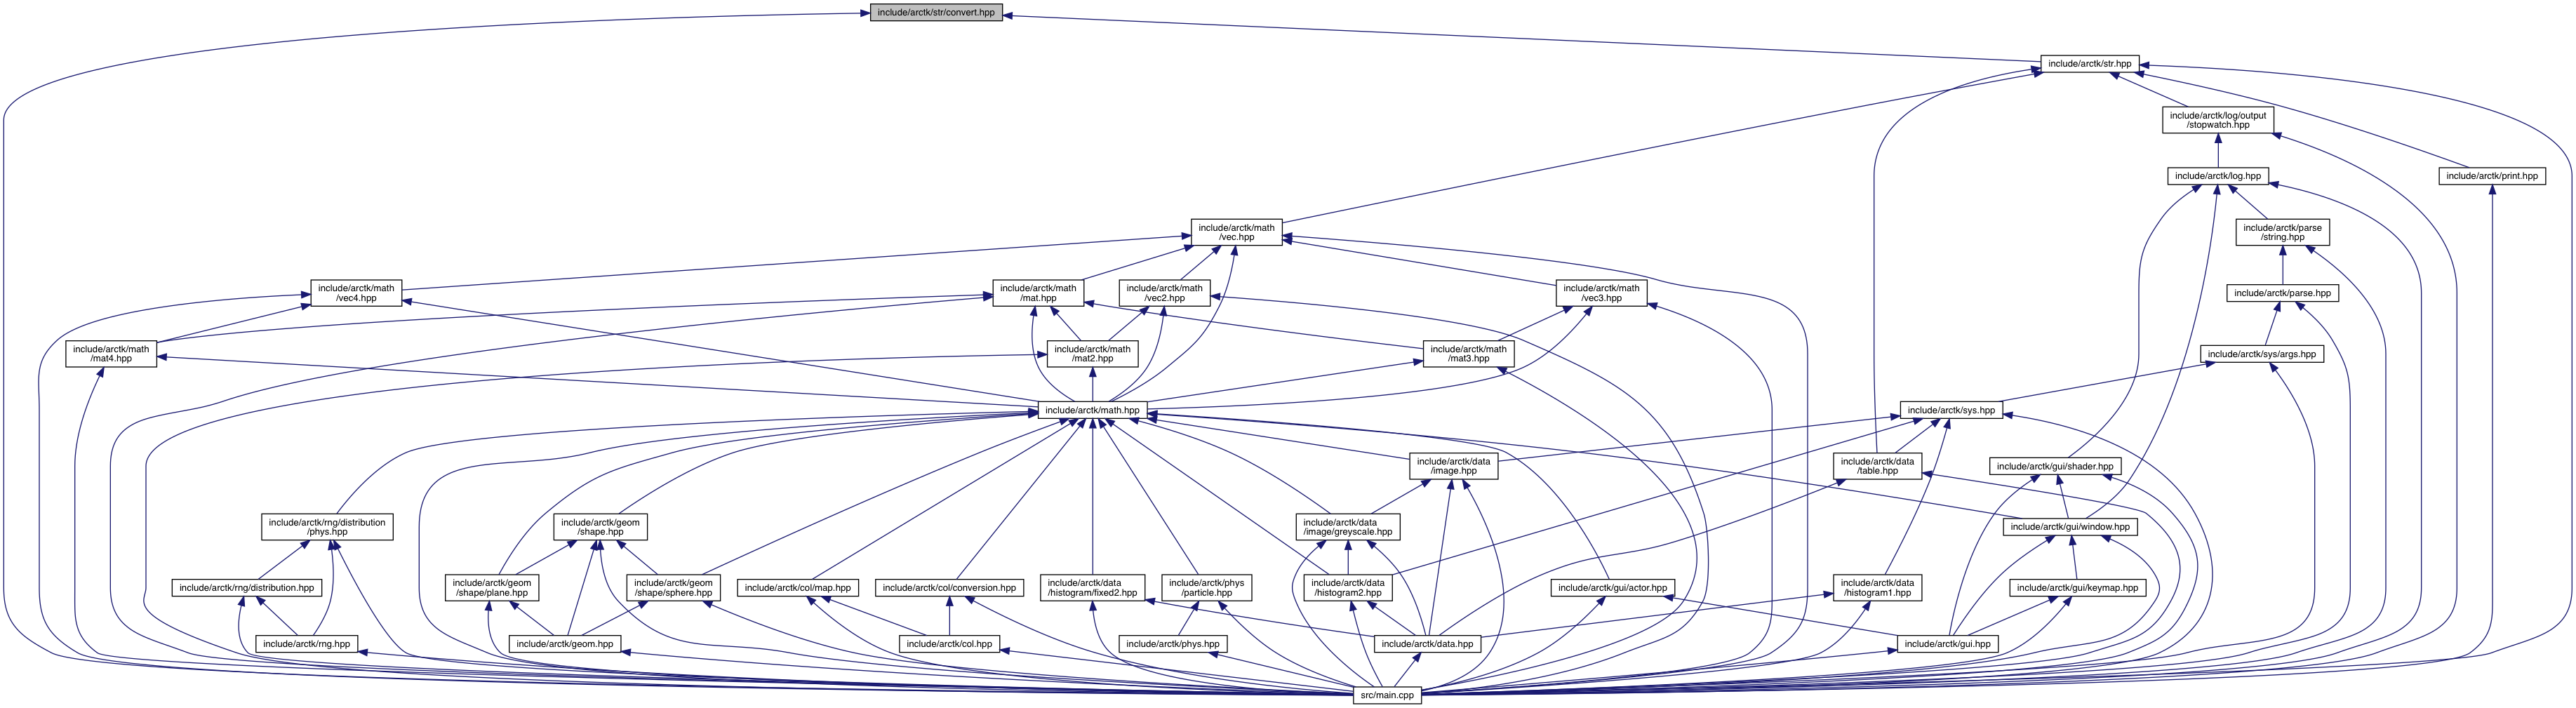 include/arctk/str/convert.hpp
include/arctk/str.hpp
include/arctk/log/output
/stopwatch.hpp
include/arctk/log.hpp
include/arctk/print.hpp
include/arctk/math
/vec.hpp
include/arctk/parse
/string.hpp
include/arctk/math
/vec4.hpp
include/arctk/math
/mat.hpp
include/arctk/math
/vec2.hpp
include/arctk/math
/vec3.hpp
include/arctk/parse.hpp
include/arctk/math
/mat4.hpp
include/arctk/math
/mat2.hpp
include/arctk/math
/mat3.hpp
include/arctk/sys/args.hpp
include/arctk/math.hpp
include/arctk/sys.hpp
include/arctk/data
/image.hpp
include/arctk/data
/table.hpp
include/arctk/gui/shader.hpp
include/arctk/rng/distribution
/phys.hpp
include/arctk/geom
/shape.hpp
include/arctk/data
/image/greyscale.hpp
include/arctk/gui/window.hpp
include/arctk/rng/distribution.hpp
include/arctk/geom
/shape/plane.hpp
include/arctk/geom
/shape/sphere.hpp
include/arctk/col/map.hpp
include/arctk/col/conversion.hpp
include/arctk/data
/histogram/fixed2.hpp
include/arctk/phys
/particle.hpp
include/arctk/data
/histogram2.hpp
include/arctk/gui/actor.hpp
include/arctk/data
/histogram1.hpp
include/arctk/gui/keymap.hpp
include/arctk/rng.hpp
include/arctk/geom.hpp
include/arctk/col.hpp
include/arctk/phys.hpp
include/arctk/data.hpp
include/arctk/gui.hpp
src/main.cpp